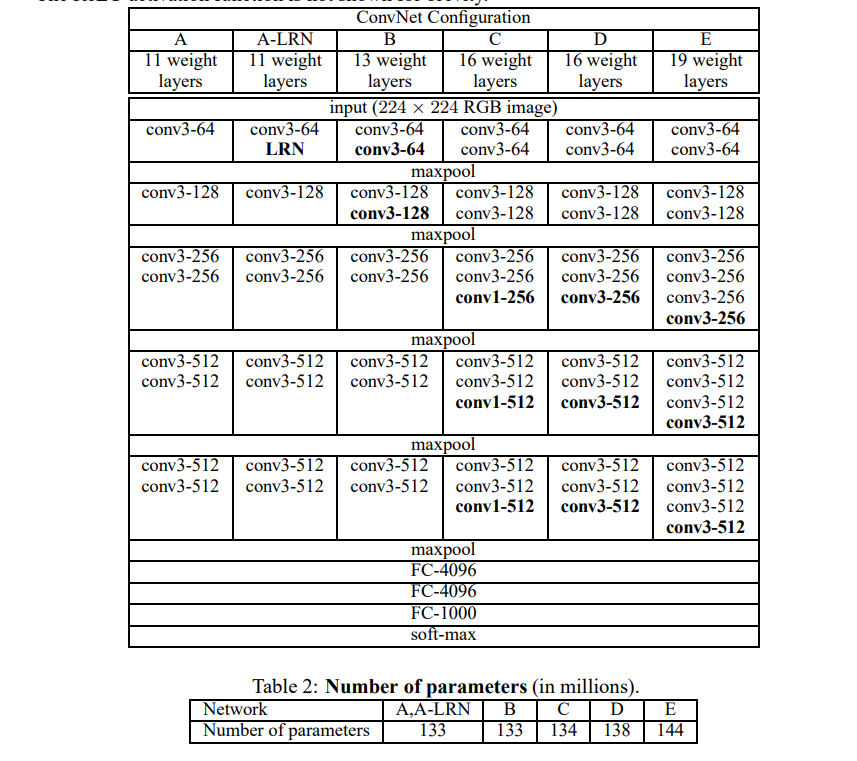 ConvNet Configuration
A A-LRN B C D E
11 weight layers 11 weight layers 13 weight layers 16 weight layers 16 weight layers 19 weight layers
input (224 × 224 RGB image)
conv3-64 conv3-64 conv3-64 conv3-64 conv3-64 conv3-64
LRN conv3-64 conv3-64 conv3-64 conv3-64
maxpool
conv3-128 conv3-128 conv3-128 conv3-128 conv3-128 conv3-128
conv3-128 conv3-128 conv3-128 conv3-128
maxpool
conv3-256 conv3-256 conv3-256 conv3-256 conv3-256 conv3-256
conv3-256 conv3-256 conv3-256 conv3-256 conv3-256 conv3-256
conv1-256 conv3-256 conv3-256
conv3-256
maxpool
conv3-512 conv3-512 conv3-512 conv3-512 conv3-512 conv3-512
conv3-512 conv3-512 conv3-512 conv3-512 conv3-512 conv3-512
conv1-512 conv3-512 conv3-512
conv3-512
maxpool
conv3-512 conv3-512 conv3-512 conv3-512 conv3-512 conv3-512
conv3-512 conv3-512 conv3-512 conv3-512 conv3-512 conv3-512
conv1-512 conv3-512 conv3-512
conv3-512
maxpool
FC-4096
FC-4096
FC-1000
soft-max
Table 2: Number of parameters (in millions).
Network A,A-LRN B C D E
Number of parameters 133 133 134 138 144